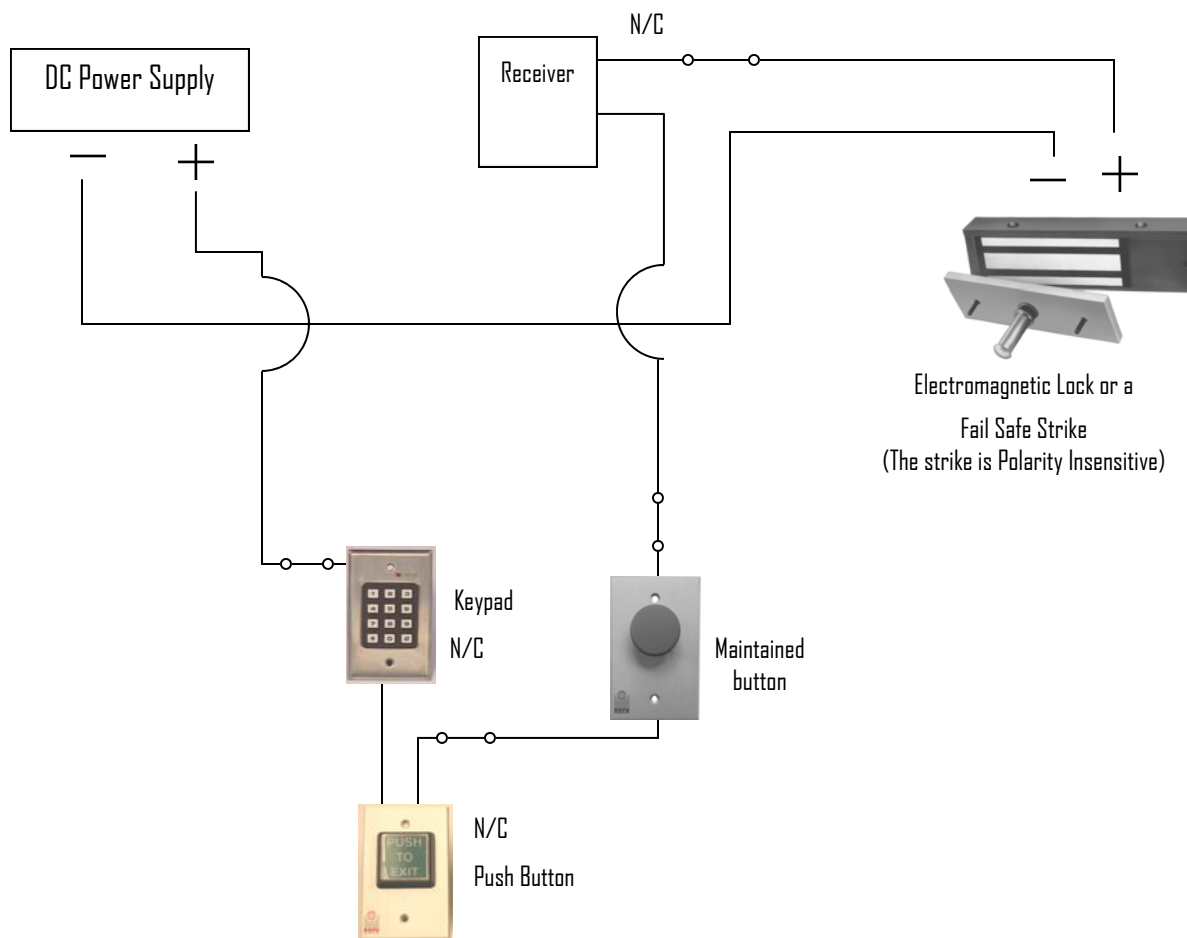 N/C
DC Power Supply
Receiver
— +
— +
Electromagnetic Lock or a
Fail Safe Strike
(The strike is Polarity Insensitive)
Keypad
N/C
Maintained
button
N/C
Push Button
PUSH
TO
EXIT